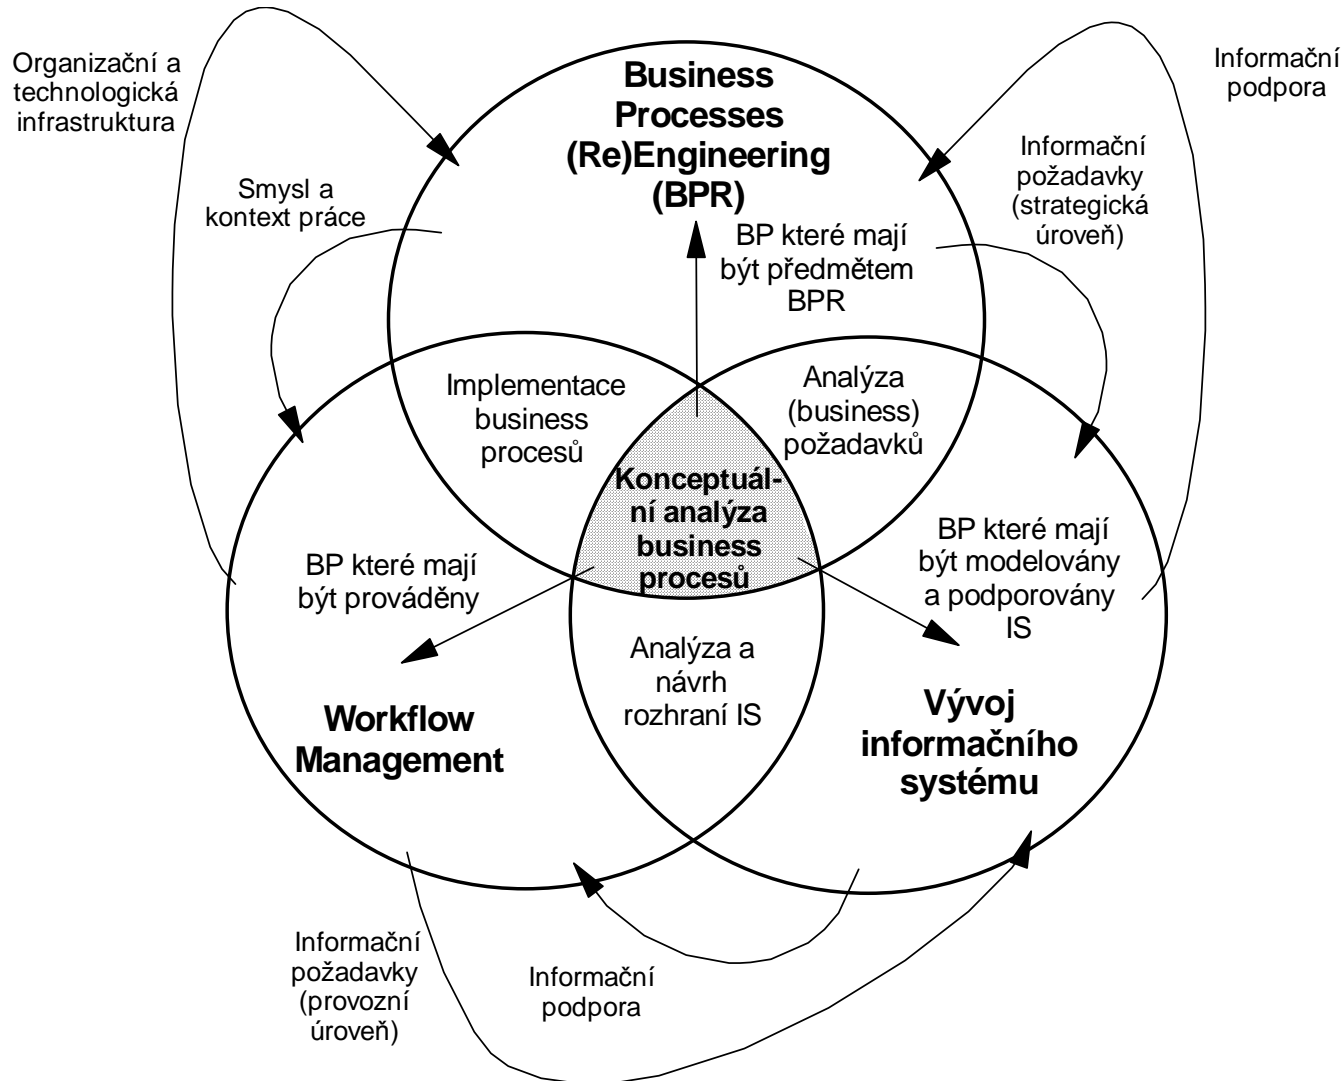 Organizační a
technologická
infrastruktura
Business
Processes
(Re)Engineering
(BPR)
Informační
podpora
Smysl a
kontext práce
Informační
požadavky
(strategická
úroveň)
BP které mají
být předmětem
BPR
Implementace
business
procesů
Analýza
(business)
požadavků
Konceptuál-
ní analýza
business
procesů
BP které mají
být prováděny
BP které mají
být modelovány
a podporovány
IS
Analýza a
návrh
rozhraní IS
Workflow
Management
Vývoj
informačního
systému
Informační
požadavky
(provozní
úroveň)
Informační
podpora